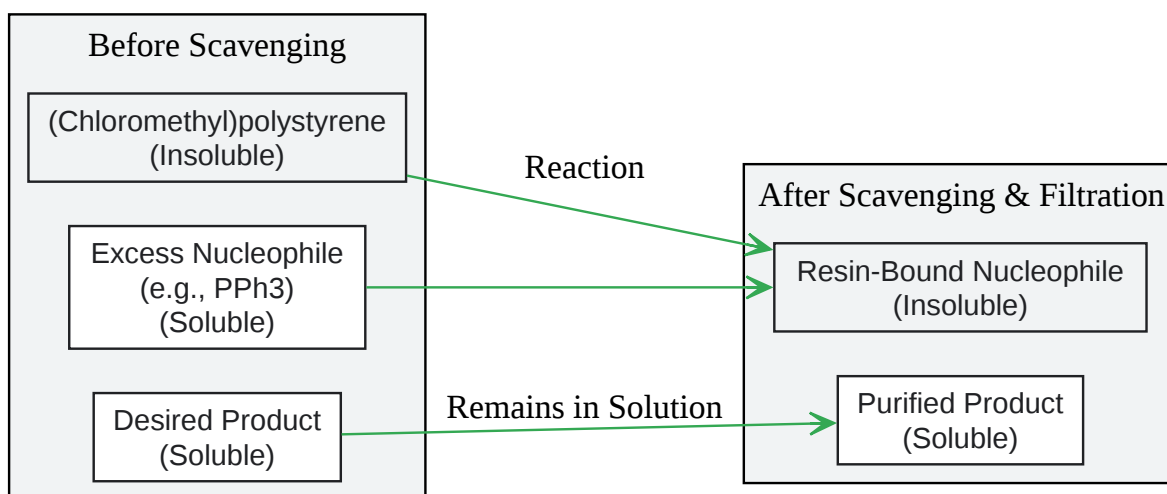 Before Scavenging
(Chloromethyl)polystyrene
(Insoluble)
Excess Nucleophile
(e.g., PPh3)
(Soluble)
Desired Product
(Soluble)
Reaction
Remains in Solution
After Scavenging & Filtration
Resin-Bound Nucleophile
(Insoluble)
Purified Product
(Soluble)